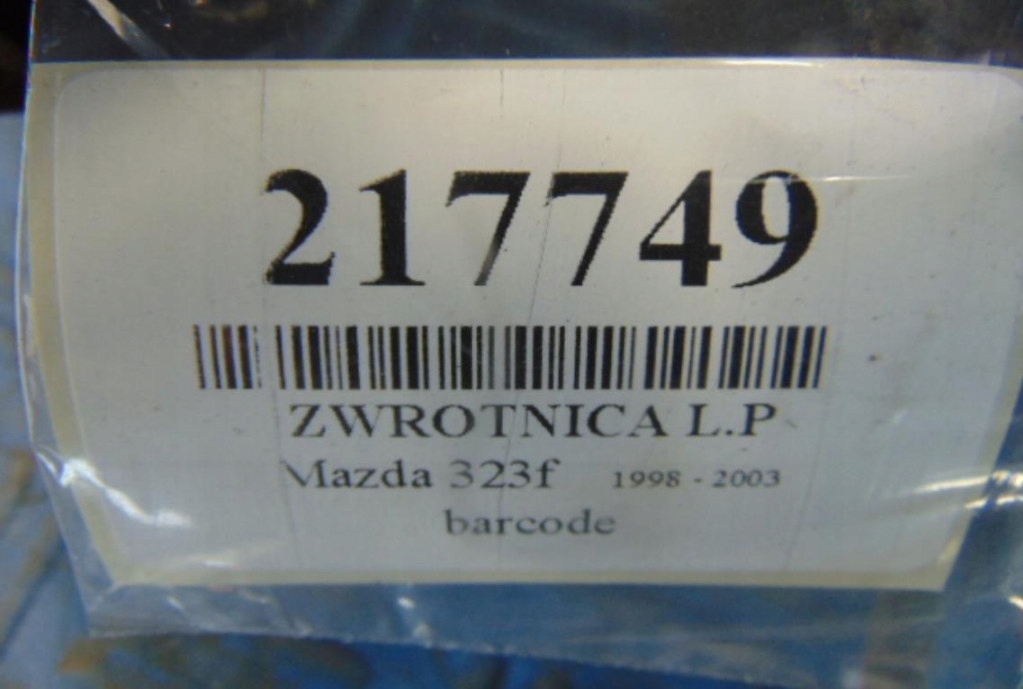 217749
ZWROTNICA L.P
Mazda 323f 1998 - 2003
barcode